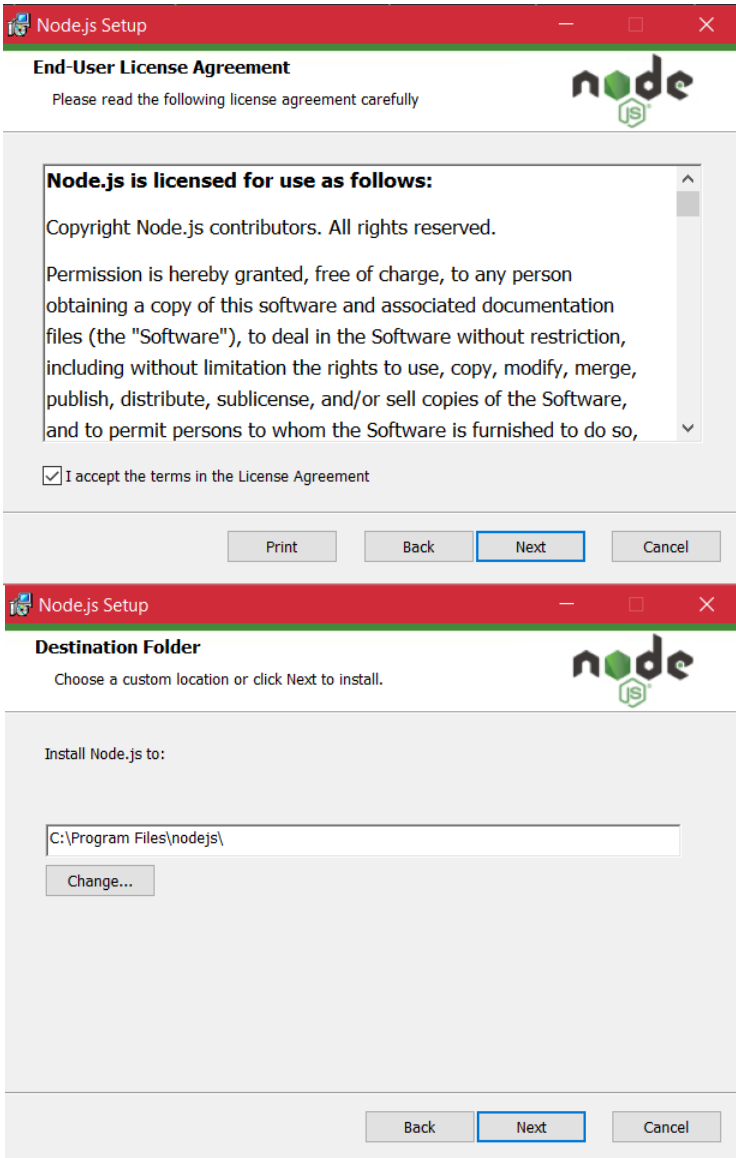 Node.js Setup
End-User License Agreement
Please read the following license agreement carefully
node
JS
Node.js is licensed for use as follows:
Copyright Node.js contributors. All rights reserved.
Permission is hereby granted, free of charge, to any person
obtaining a copy of this software and associated documentation
files (the "Software"), to deal in the Software without restriction,
including without limitation the rights to use, copy, modify, merge,
publish, distribute, sublicense, and/or sell copies of the Software,
and to permit persons to whom the Software is furnished to do so,
I accept the terms in the License Agreement
Print Back Next Cancel
Node.js Setup
Destination Folder
Choose a custom location or click Next to install.
node
JS
Install Node.js to:
C:\Program Files\nodejs\
Change...
Back Next Cancel